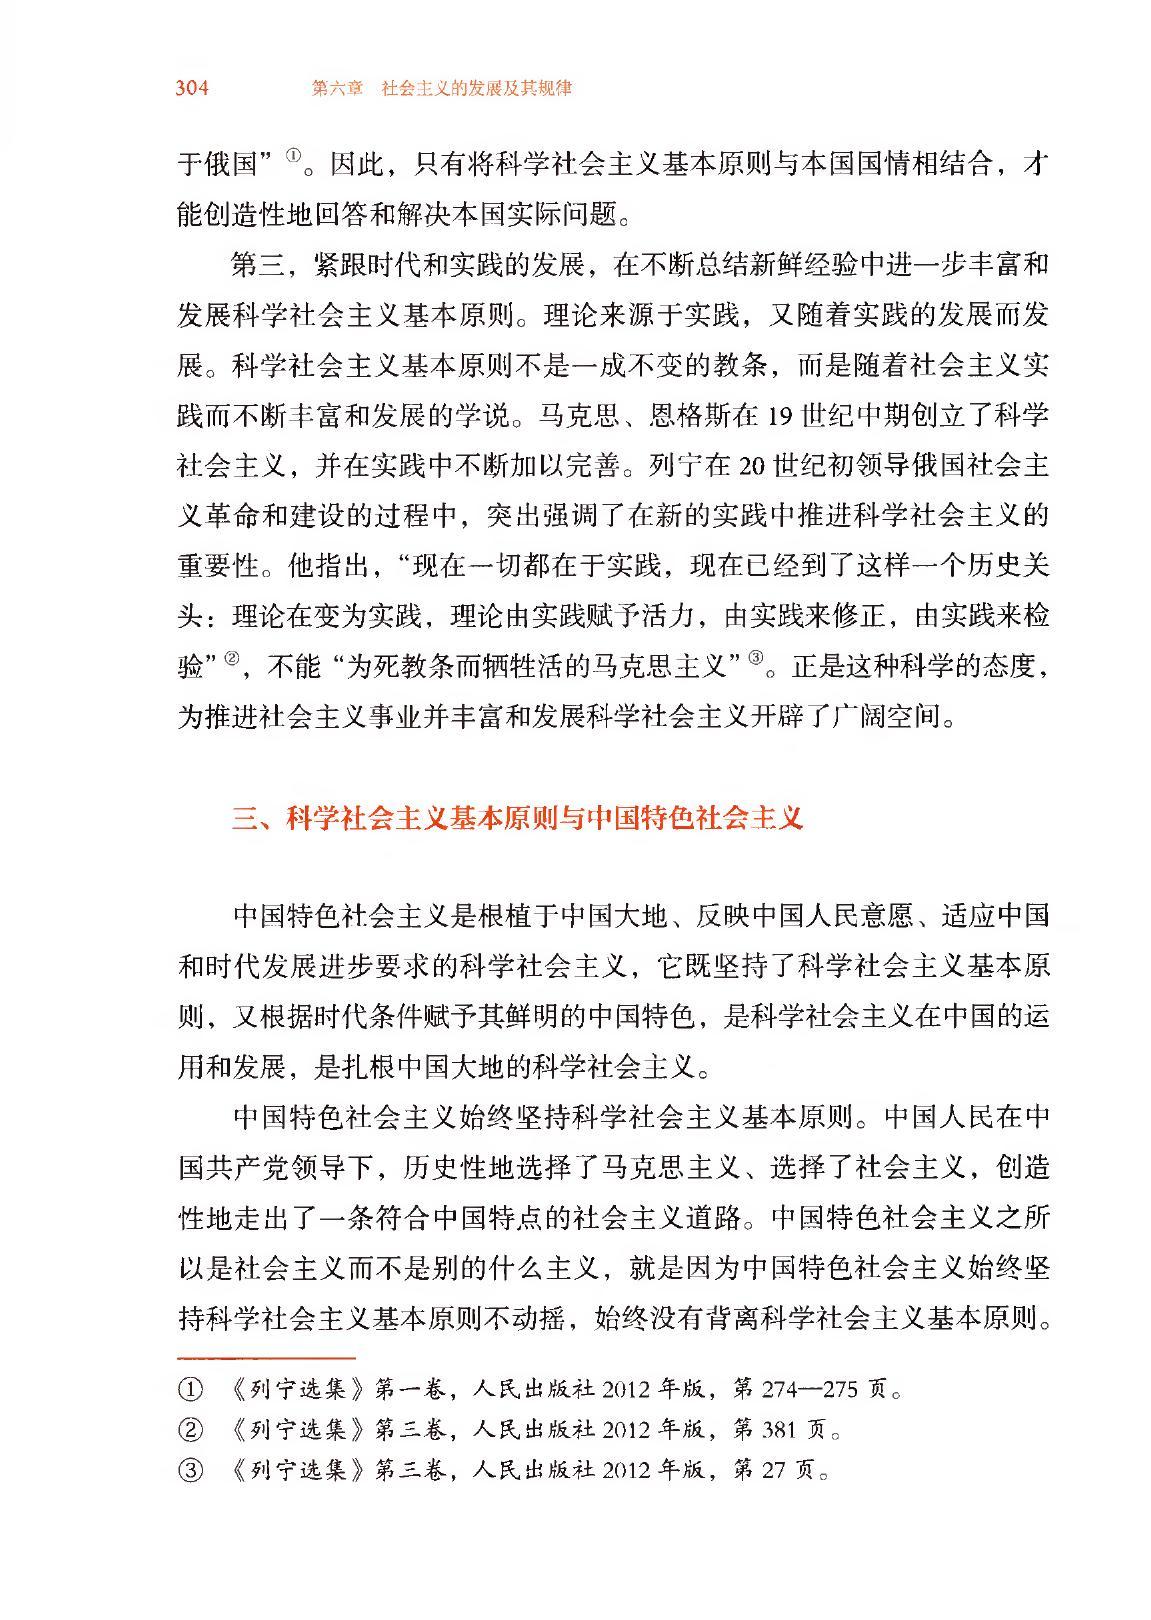 304 第六章 社会主义的发展及其规律
于俄国”①。因此，只有将科学社会主义基本原则与本国国情相结合，才
能创造性地回答和解决本国实际问题。
第三，紧跟时代和实践的发展，在不断总结新鲜经验中进一步丰富和
发展科学社会主义基本原则。理论来源于实践，又随着实践的发展而发
展。科学社会主义基本原则不是一成不变的教条，而是随着社会主义实
践而不断丰富和发展的学说。马克思、恩格斯在 19 世纪中期创立了科学
社会主义，并在实践中不断加以完善。列宁在 20 世纪初领导俄国社会主
义革命和建设的过程中，突出强调了在新的实践中推进科学社会主义的
重要性。他指出，“现在一切都在于实践，现在已经到了这样一个历史关
头：理论在变为实践，理论由实践赋予活力，由实践来修正，由实践来检
验”②，不能“为死教条而牺牲活的马克思主义”③。正是这种科学的态度，
为推进社会主义事业并丰富和发展科学社会主义开辟了广阔空间。
三、科学社会主义基本原则与中国特色社会主义
中国特色社会主义是根植于中国大地、反映中国人民意愿、适应中国
和时代发展进步要求的科学社会主义，它既坚持了科学社会主义基本原
则，又根据时代条件赋予其鲜明的中国特色，是科学社会主义在中国的运
用和发展，是扎根中国大地的科学社会主义。
中国特色社会主义始终坚持科学社会主义基本原则。中国人民在中
国共产党领导下，历史性地选择了马克思主义、选择了社会主义，创造
性地走出了一条符合中国特点的社会主义道路。中国特色社会主义之所
以是社会主义而不是别的什么主义，就是因为中国特色社会主义始终坚
持科学社会主义基本原则不动摇，始终没有背离科学社会主义基本原则。
① 《列宁选集》第一卷，人民出版社 2012 年版，第 274—275 页。
② 《列宁选集》第三卷，人民出版社 2012 年版，第 381 页。
③ 《列宁选集》第三卷，人民出版社 2012 年版，第 27 页。